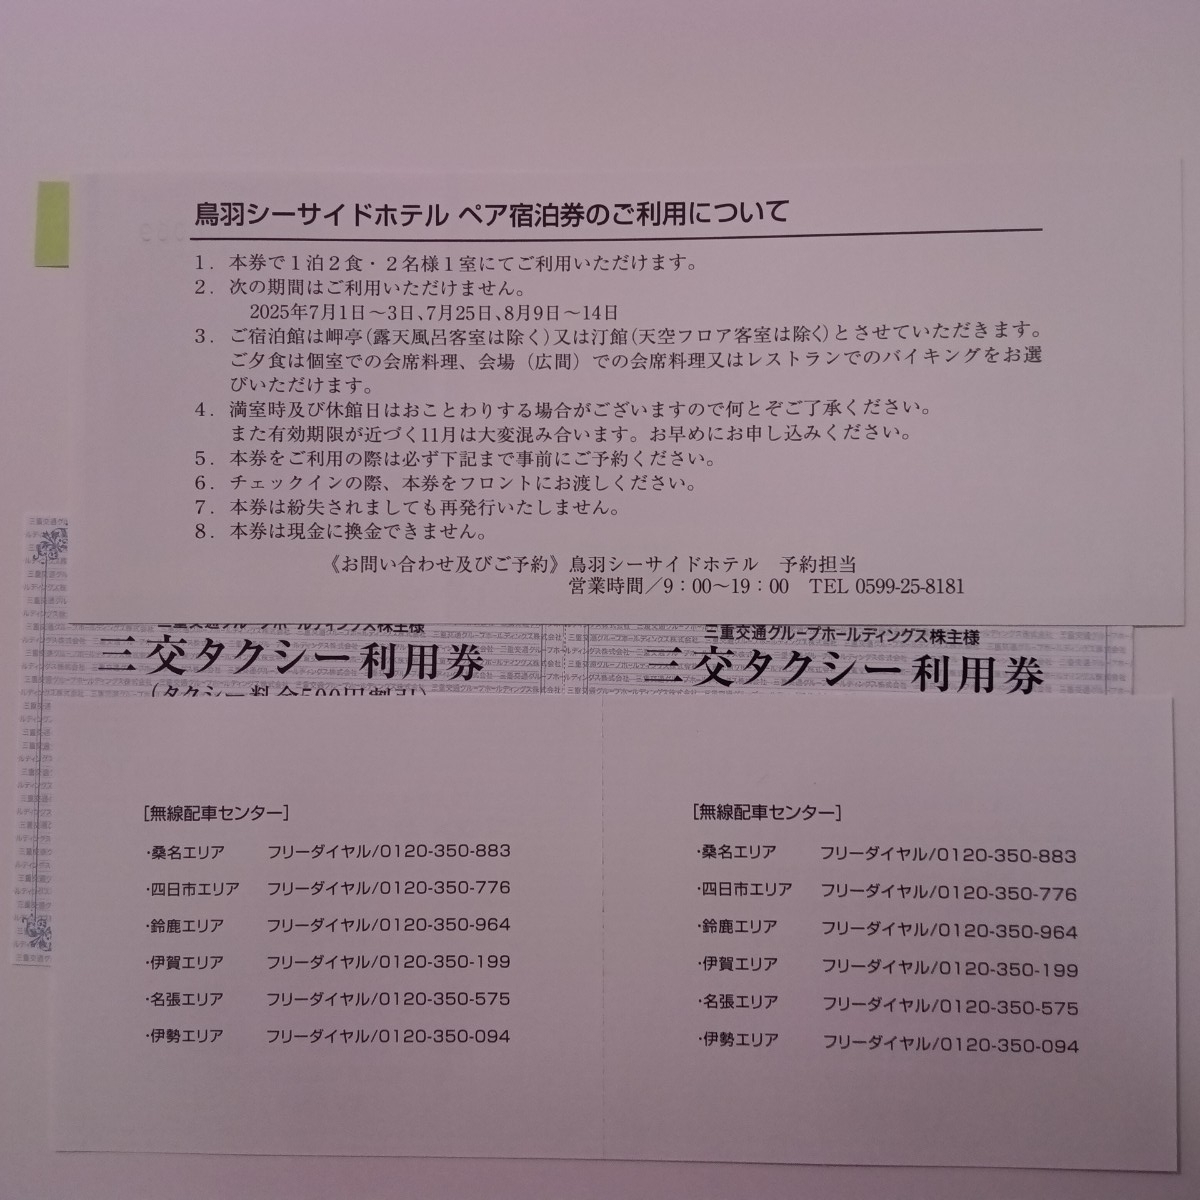 鳥羽シーサイドホテル ペア宿泊券のご利用について
1. 本券で1泊2食・2名様1室にてご利用いただけます。
2. 次の期間はご利用いただけません。
2025年7月1日～3日、7月25日、8月9日～14日
3. ご宿泊館は岬亭(露天風呂客室は除く)又は汀館(天空フロア客室は除く)とさせていただきます。
ご夕食は個室での会席料理、会場（広間）での会席料理又はレストランでのバイキングをお選
びいただけます。
4. 満室時及び休館日はおことわりする場合がございますので何とぞご了承ください。
また有効期限が近づく11月は大変混み合います。お早めにお申し込みください。
5. 本券をご利用の際は必ず下記まで事前にご予約ください。
6. チェックインの際、本券をフロントにお渡しください。
7. 本券は紛失されましても再発行いたしません。
8. 本券は現金に換金できません。
《お問い合わせ及びご予約》鳥羽シーサイドホテル 予約担当
営業時間／9：00～19：00 TEL 0599-25-8181
三重交通グループホールディングス株主様
三交タクシー利用券
（タクシー料金500円割引）
三重交通グループホールディングス株主様
三交タクシー利用券
[無線配車センター]
・桑名エリア フリーダイヤル/0120-350-883
・四日市エリア フリーダイヤル/0120-350-776
・鈴鹿エリア フリーダイヤル/0120-350-964
・伊賀エリア フリーダイヤル/0120-350-199
・名張エリア フリーダイヤル/0120-350-575
・伊勢エリア フリーダイヤル/0120-350-094
[無線配車センター]
・桑名エリア フリーダイヤル/0120-350-883
・四日市エリア フリーダイヤル/0120-350-776
・鈴鹿エリア フリーダイヤル/0120-350-964
・伊賀エリア フリーダイヤル/0120-350-199
・名張エリア フリーダイヤル/0120-350-575
・伊勢エリア フリーダイヤル/0120-350-094